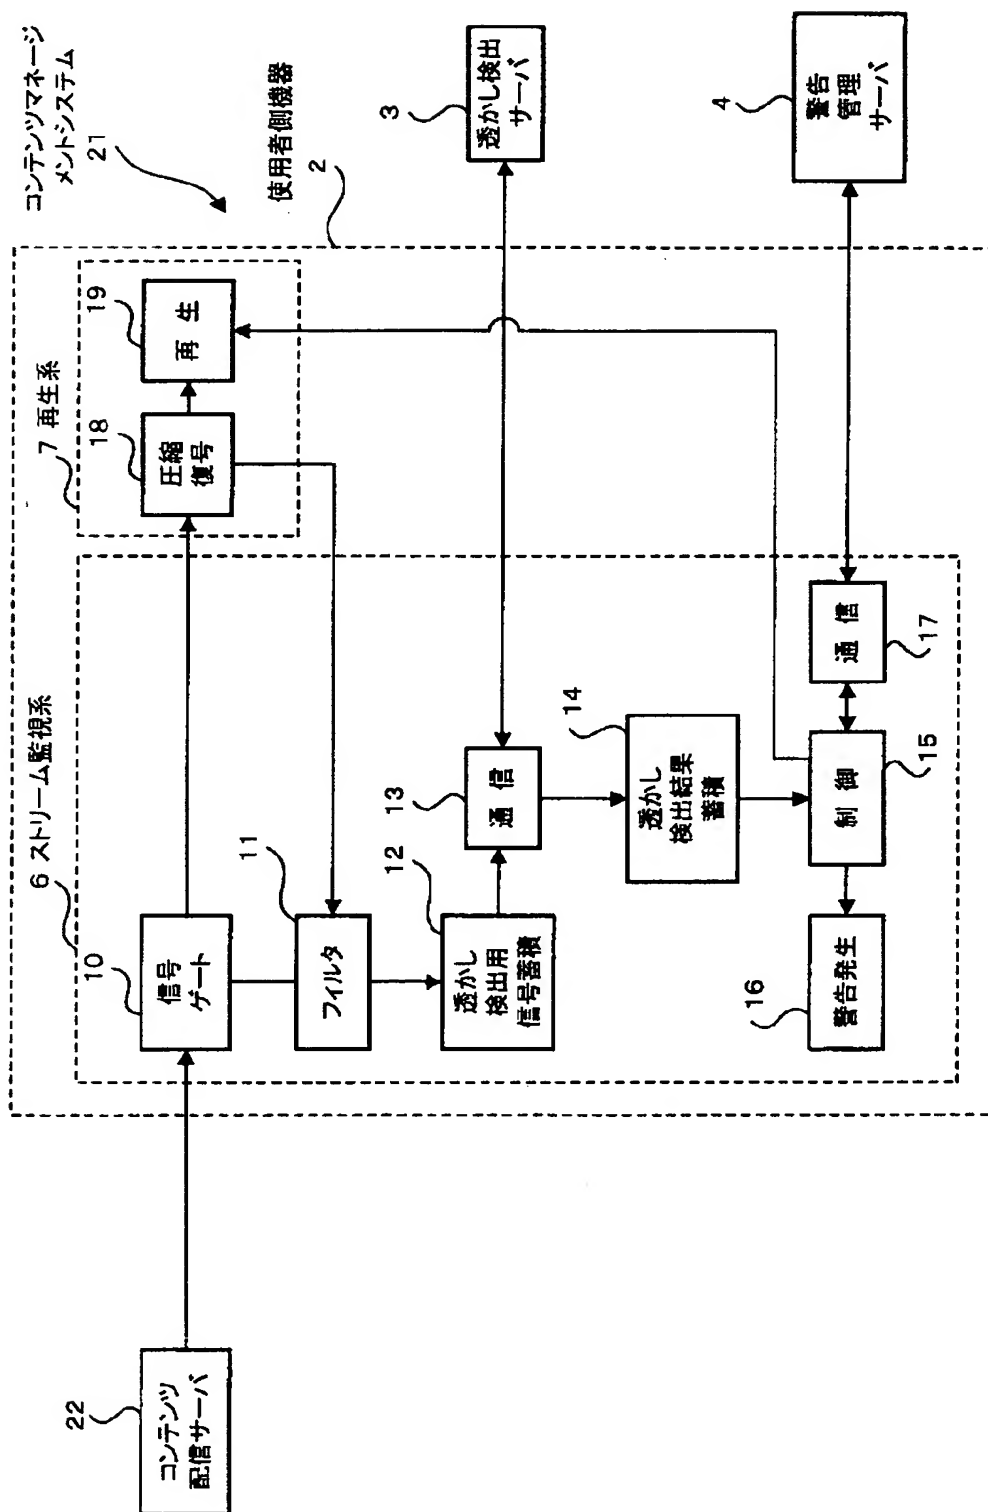 コンテンツマネージ
メントシステム
21
使用者側機器
2
6 ストリーム監視系
7 再生系
22
コンテンツ
配信サーバ
10
信号
ゲート
18
圧縮
復号
19
再 生
11
フィルタ
12
透かし
検出用
信号蓄積
13
通 信
3
透かし検出
サーバ
14
透かし
検出結果
蓄積
16
警告発生
制 御
15
通 信
17
4
警告
管理
サーバ